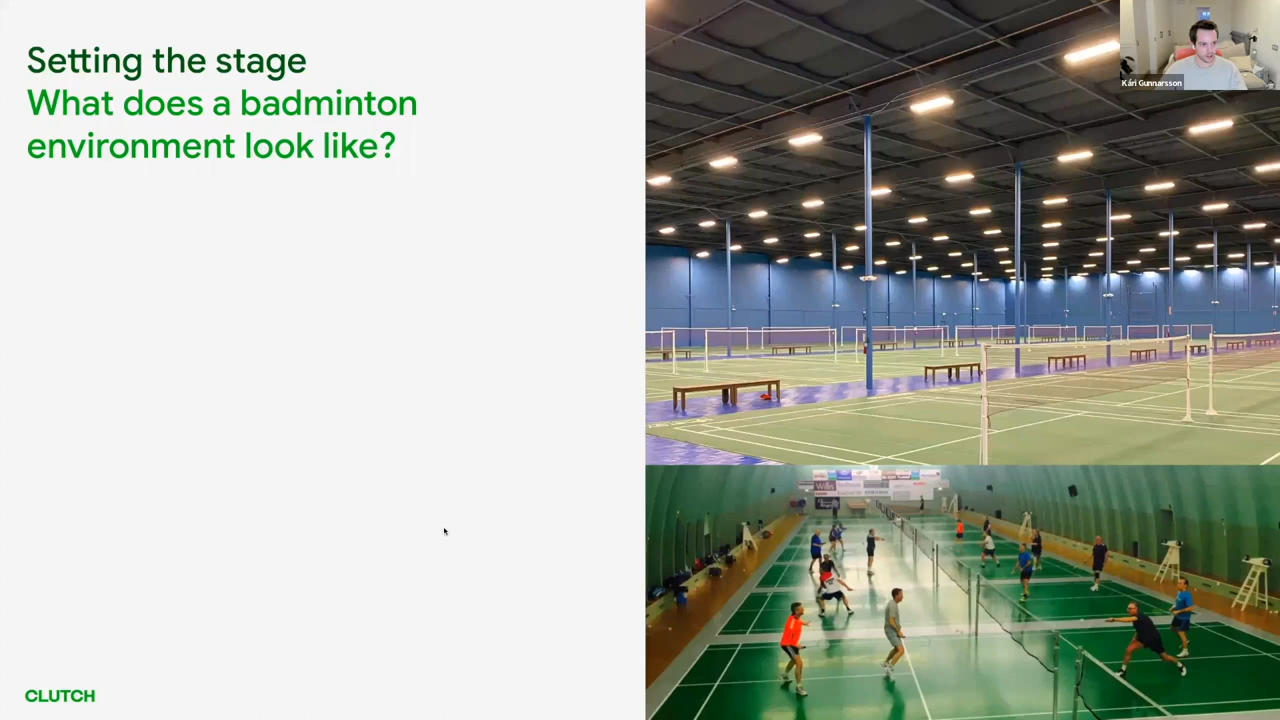 Setting the stage
What does a badminton
environment look like?
Kári Gunnarsson
CLUTCH